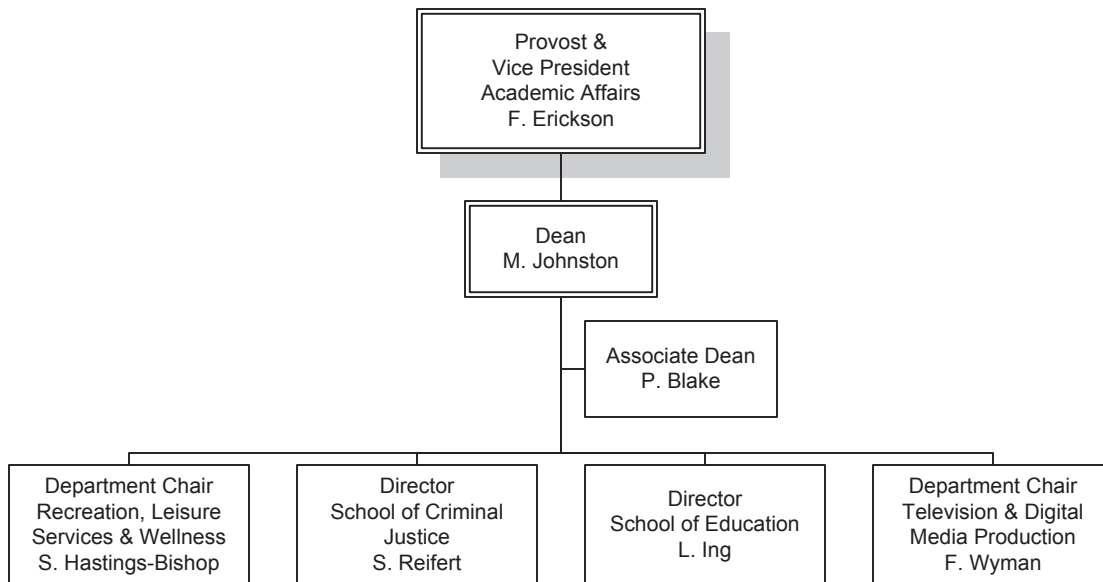 Provost &
Vice President
Academic Affairs
F. Erickson
Dean
M. Johnston
Associate Dean
P. Blake
Department Chair
Recreation, Leisure
Services & Wellness
S. Hastings-Bishop
Director
School of Criminal
Justice
S. Reifert
Director
School of Education
L. Ing
Department Chair
Television & Digital
Media Production
F. Wyman